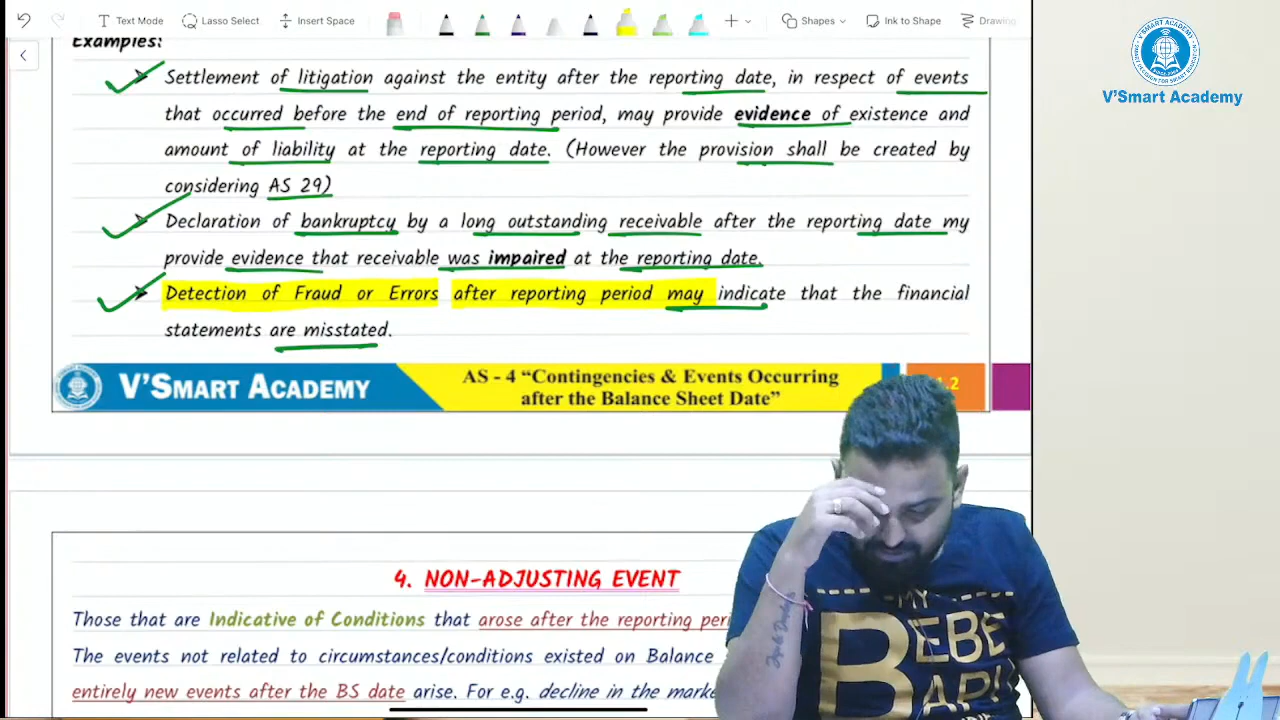 Text Mode Lasso Select Insert Space Shapes Ink to Shape Drawing
Examples:
Settlement of litigation against the entity after the reporting date, in respect of events
that occurred before the end of reporting period, may provide evidence of existence and
amount of liability at the reporting date. (However the provision shall be created by
considering AS 29)
Declaration of bankruptcy by a long outstanding receivable after the reporting date my
provide evidence that receivable was impaired at the reporting date.
Detection of Fraud or Errors after reporting period may indicate that the financial
statements are misstated.
V'SMART ACADEMY
AS - 4 “Contingencies & Events Occurring
after the Balance Sheet Date”
.2
4. NON-ADJUSTING EVENT
Those that are Indicative of Conditions that arose after the reporting peri
The events not related to circumstances/conditions existed on Balance
entirely new events after the BS date arise. For e.g. decline in the marke
V'Smart Academy
MY
BEBE
BAPU